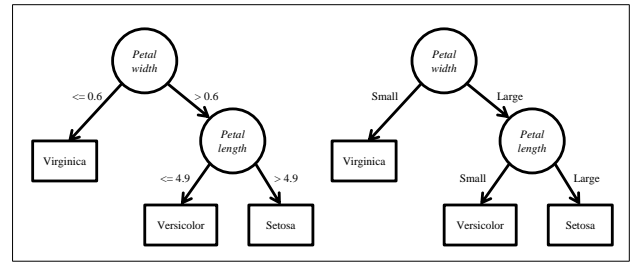 Petal
width
<= 0.6
> 0.6
Virginica
Petal
length
<= 4.9
> 4.9
Versicolor
Setosa
Petal
width
Small
Large
Virginica
Petal
length
Small
Large
Versicolor
Setosa